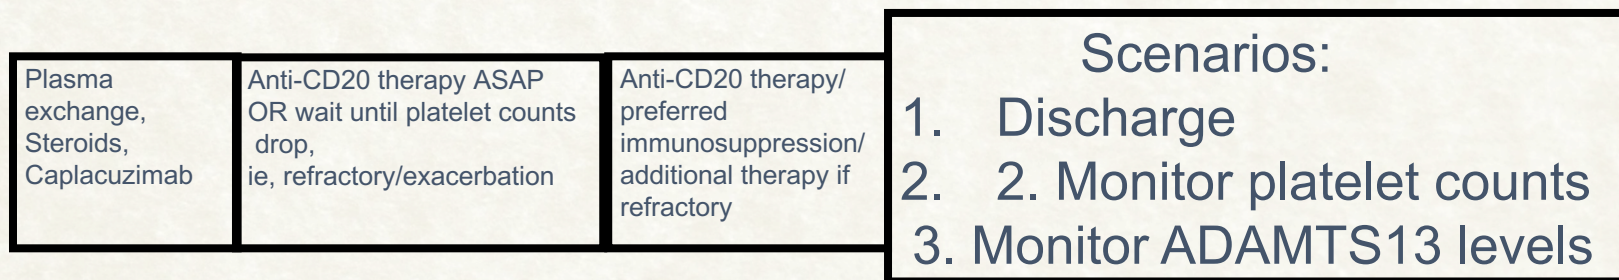 Plasma
exchange,
Steroids,
Caplacuzimab
Anti-CD20 therapy ASAP
OR wait until platelet counts
drop,
ie, refractory/exacerbation
Anti-CD20 therapy/
preferred
immunosuppression/
additional therapy if
refractory
Scenarios:
1. Discharge
2. 2. Monitor platelet counts
3. Monitor ADAMTS13 levels